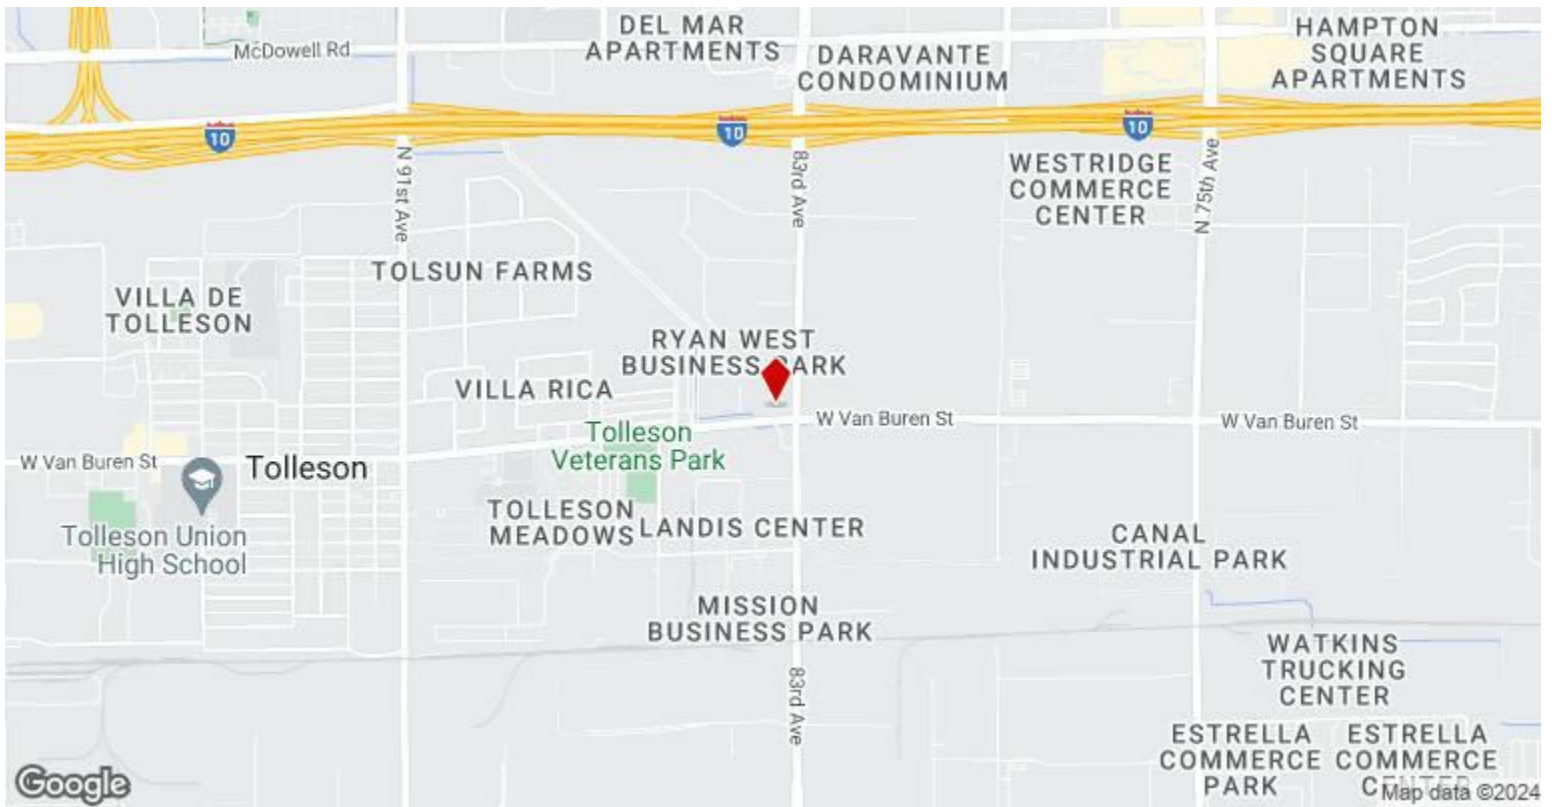 DEL MAR
APARTMENTS
HAMPTON
SQUARE
APARTMENTS
McDowell Rd
DARAVANTE
CONDOMINIUM
10
10
10
N 91st Ave
83rd Ave
N 75th Ave
WESTRIDGE
COMMERCE
CENTER
TOLSUN FARMS
VILLA DE
TOLLESON
RYAN WEST
BUSINESS PARK
VILLA RICA
W Van Buren St
W Van Buren St
Tolleson
Veterans Park
W Van Buren St
Tolleson
TOLLESON
MEADOWS
LANDIS CENTER
Tolleson Union
High School
CANAL
INDUSTRIAL PARK
MISSION
BUSINESS PARK
WATKINS
TRUCKING
CENTER
83rd Ave
ESTRELLA
COMMERCE
PARK
ESTRELLA
COMMERCE
CENTER
Google
Map data ©2024